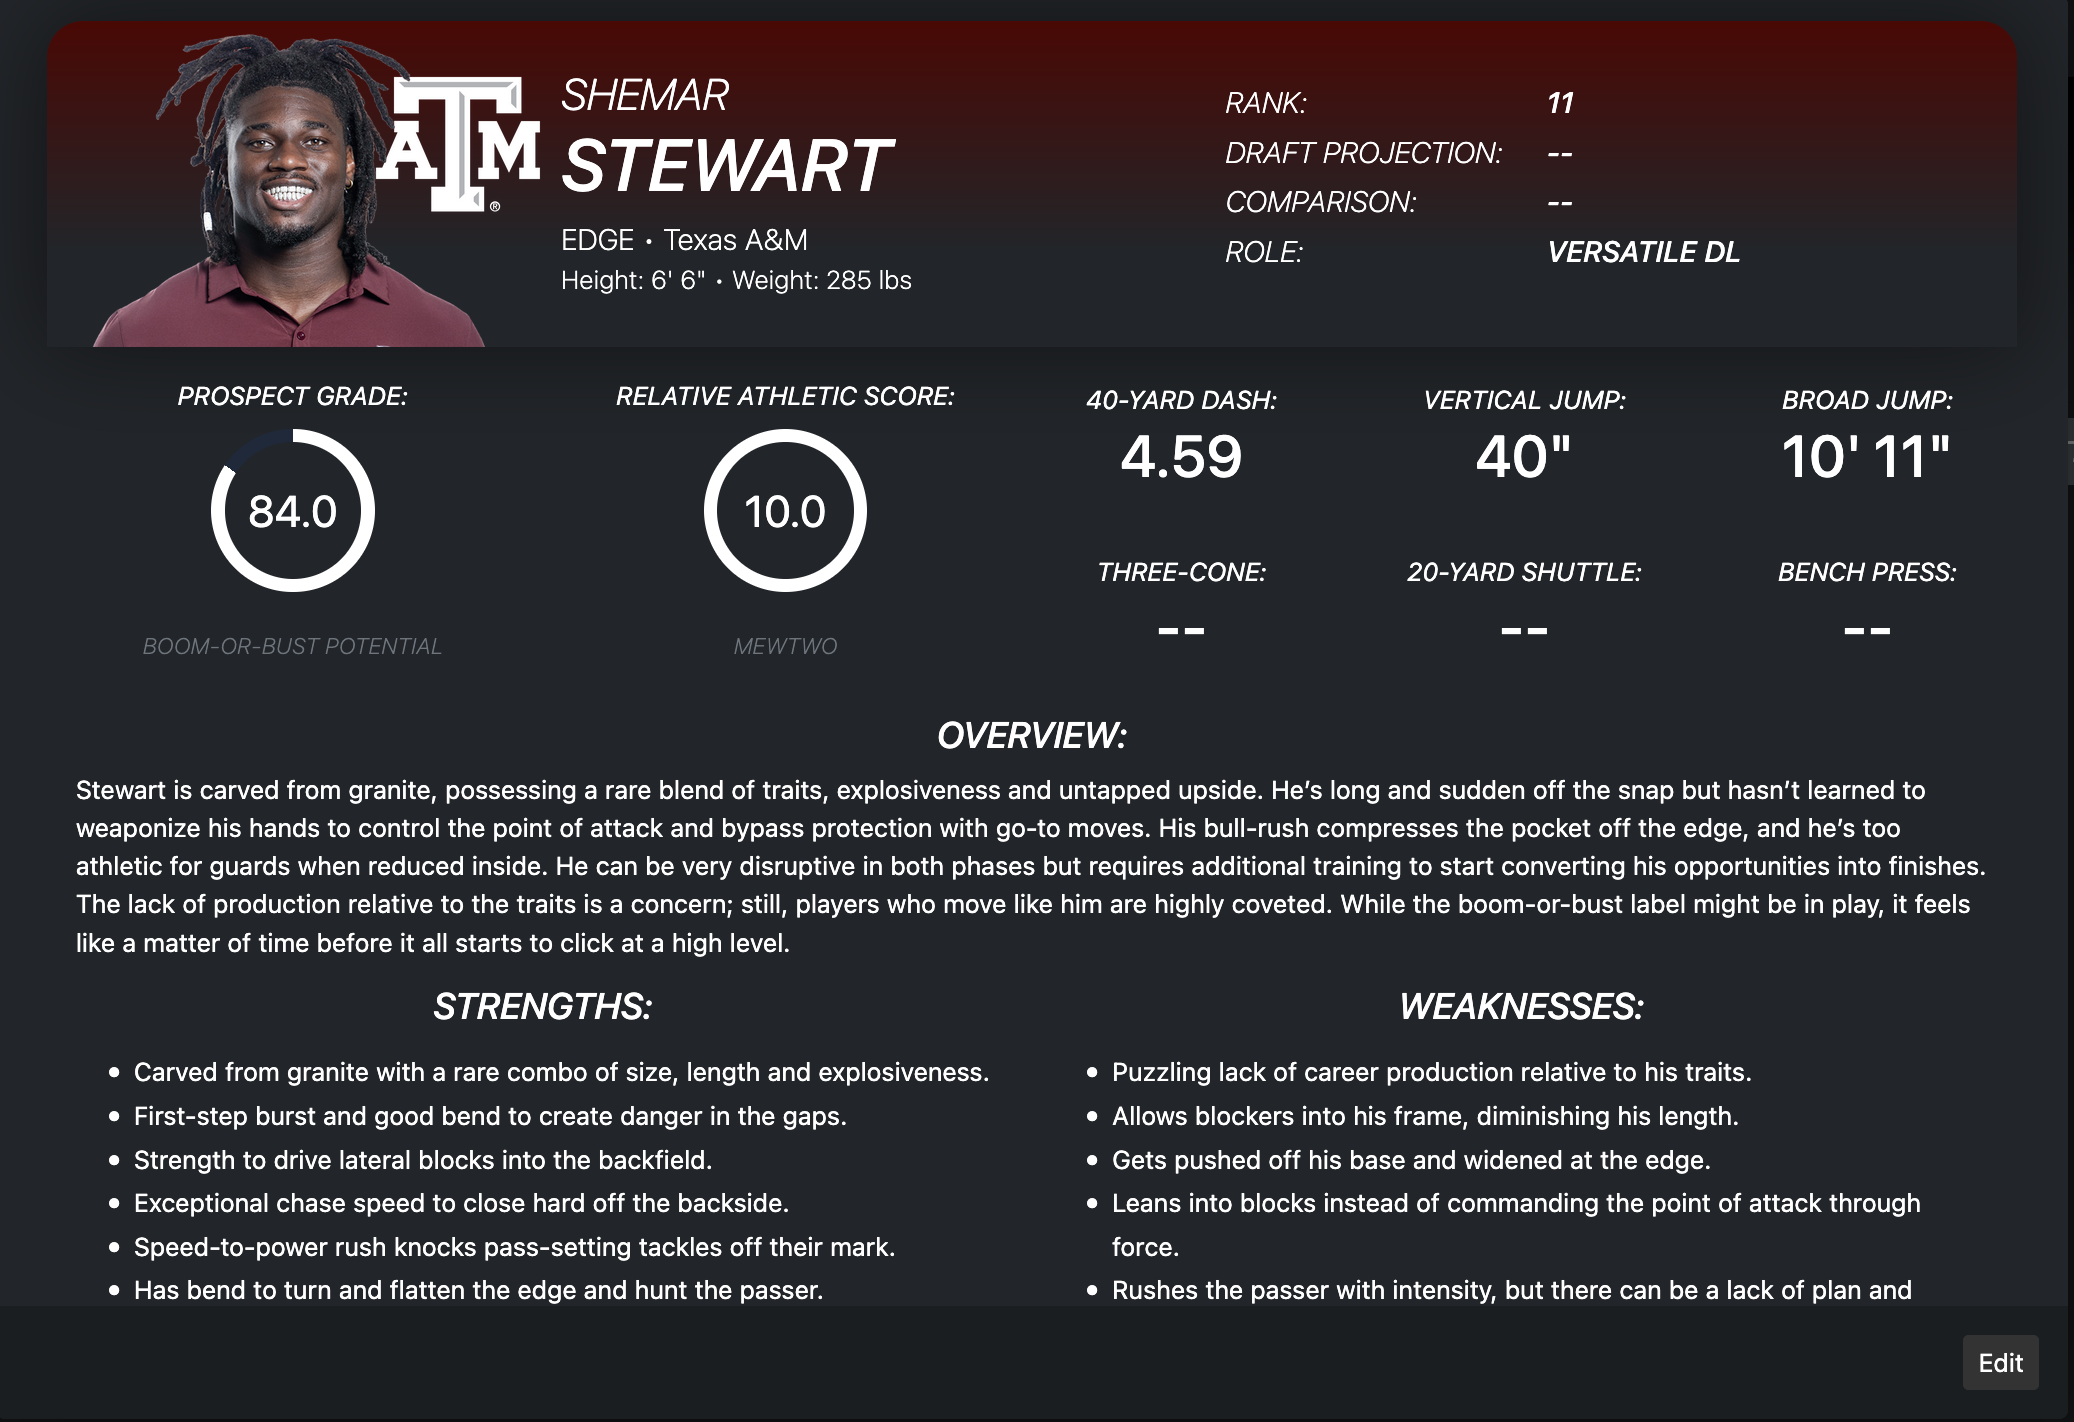 A T M ®
SHEMAR
STEWART
EDGE • Texas A&M
Height: 6' 6" • Weight: 285 lbs
RANK: 11
DRAFT PROJECTION: --
COMPARISON: --
ROLE: VERSATILE DL
PROSPECT GRADE:
84.0
BOOM-OR-BUST POTENTIAL
RELATIVE ATHLETIC SCORE:
10.0
MEWTWO
40-YARD DASH:
4.59
VERTICAL JUMP:
40"
BROAD JUMP:
10' 11"
THREE-CONE:
--
20-YARD SHUTTLE:
--
BENCH PRESS:
--
OVERVIEW:
Stewart is carved from granite, possessing a rare blend of traits, explosiveness and untapped upside. He’s long and sudden off the snap but hasn’t learned to
weaponize his hands to control the point of attack and bypass protection with go-to moves. His bull-rush compresses the pocket off the edge, and he’s too
athletic for guards when reduced inside. He can be very disruptive in both phases but requires additional training to start converting his opportunities into finishes.
The lack of production relative to the traits is a concern; still, players who move like him are highly coveted. While the boom-or-bust label might be in play, it feels
like a matter of time before it all starts to click at a high level.
STRENGTHS:
• Carved from granite with a rare combo of size, length and explosiveness.
• First-step burst and good bend to create danger in the gaps.
• Strength to drive lateral blocks into the backfield.
• Exceptional chase speed to close hard off the backside.
• Speed-to-power rush knocks pass-setting tackles off their mark.
• Has bend to turn and flatten the edge and hunt the passer.
WEAKNESSES:
• Puzzling lack of career production relative to his traits.
• Allows blockers into his frame, diminishing his length.
• Gets pushed off his base and widened at the edge.
• Leans into blocks instead of commanding the point of attack through
force.
• Rushes the passer with intensity, but there can be a lack of plan and
Edit